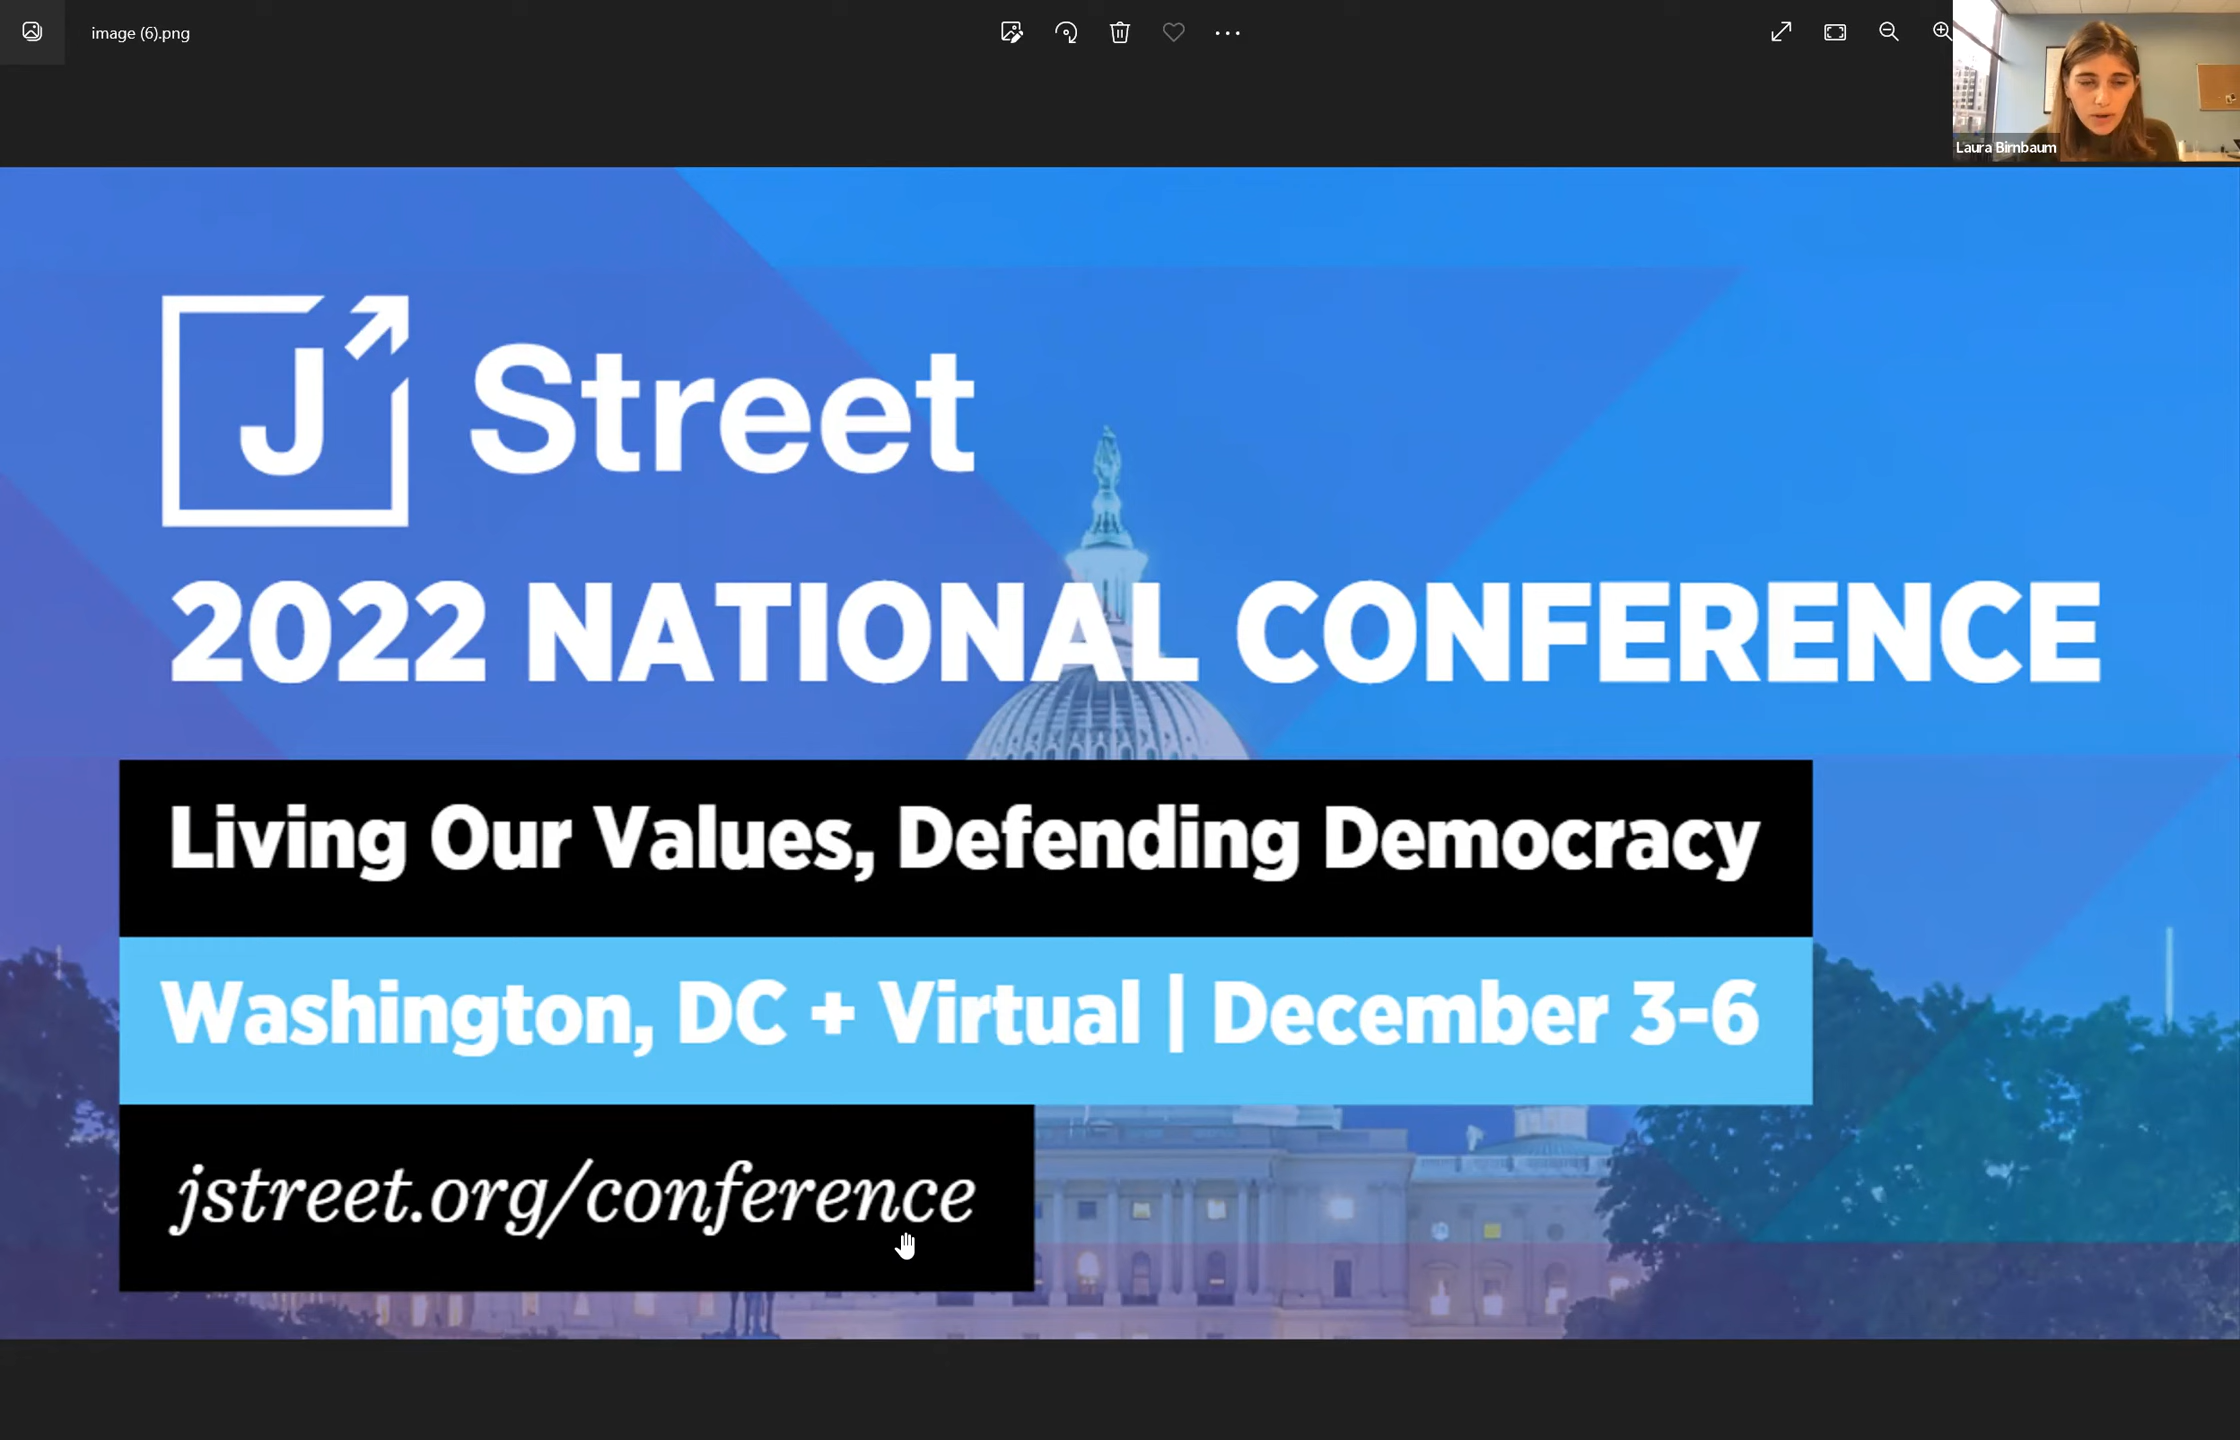 image (6).png
Laura Birnbaum
J Street
2022 NATIONAL CONFERENCE
Living Our Values, Defending Democracy
Washington, DC + Virtual | December 3-6
jstreet.org/conference